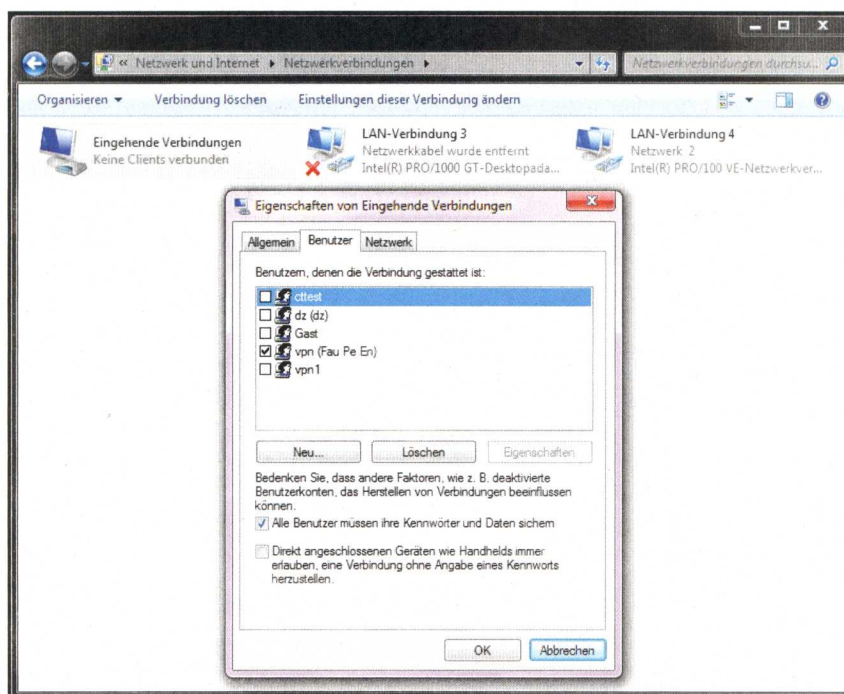 « Netzwerk und Internet ▸ Netzwerkverbindungen ▸
Netzwerkverbindungen durchsu...
Organisieren
Verbindung löschen
Einstellungen dieser Verbindung ändern
Eingehende Verbindungen
Keine Clients verbunden
LAN-Verbindung 3
Netzwerkkabel wurde entfernt
Intel(R) PRO/1000 GT-Desktopada...
LAN-Verbindung 4
Netzwerk 2
Intel(R) PRO/100 VE-Netzwerkver...
Eigenschaften von Eingehende Verbindungen
Allgemein
Benutzer
Netzwerk
Benutzern, denen die Verbindung gestattet ist:
cttest
dz (dz)
Gast
vpn (Fau Pe En)
vpn1
Neu...
Löschen
Eigenschaften
Bedenken Sie, dass andere Faktoren, wie z. B. deaktivierte
Benutzerkonten, das Herstellen von Verbindungen beeinflussen
können.
Alle Benutzer müssen ihre Kennwörter und Daten sichern
Direkt angeschlossenen Geräten wie Handhelds immer
erlauben, eine Verbindung ohne Angabe eines Kennworts
herzustellen.
OK
Abbrechen